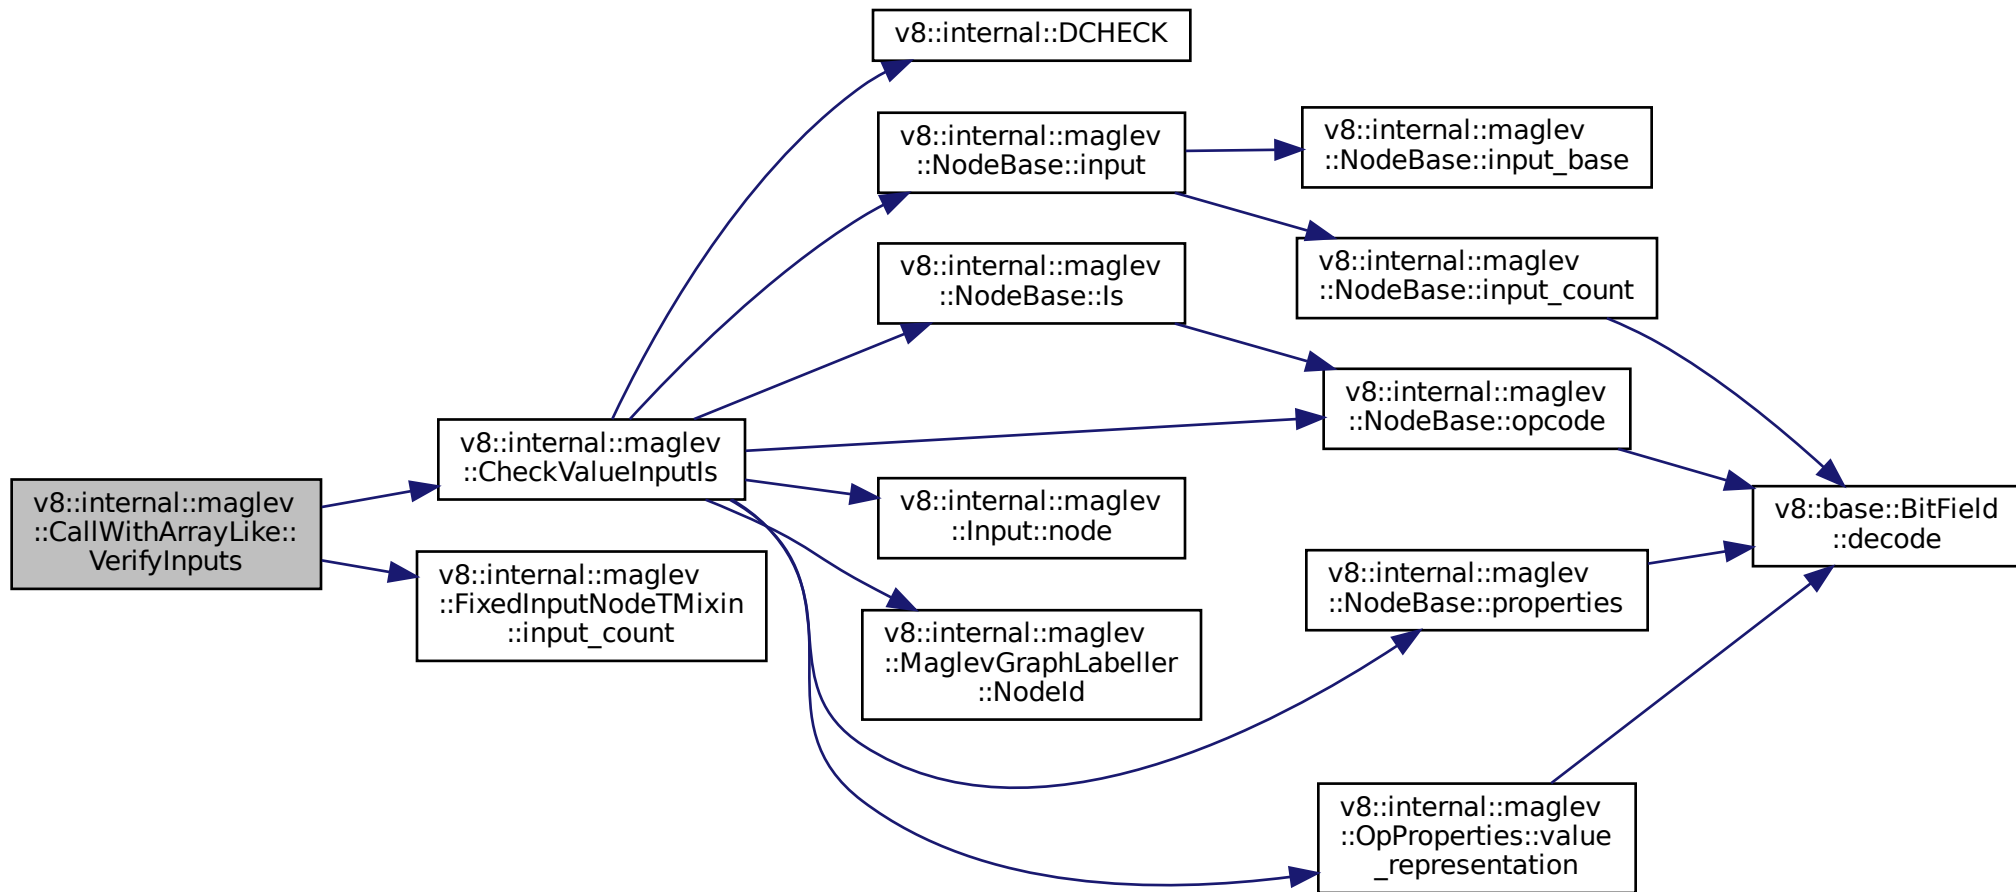 v8::internal::maglev
::CallWithArrayLike::
VerifyInputs
v8::internal::maglev
::CheckValueInputIs
v8::internal::maglev
::FixedInputNodeTMixin
::input_count
v8::internal::DCHECK
v8::internal::maglev
::NodeBase::input
v8::internal::maglev
::NodeBase::Is
v8::internal::maglev
::Input::node
v8::internal::maglev
::MaglevGraphLabeller
::NodeId
v8::internal::maglev
::NodeBase::input_base
v8::internal::maglev
::NodeBase::input_count
v8::internal::maglev
::NodeBase::opcode
v8::internal::maglev
::NodeBase::properties
v8::internal::maglev
::OpProperties::value
_representation
v8::base::BitField
::decode